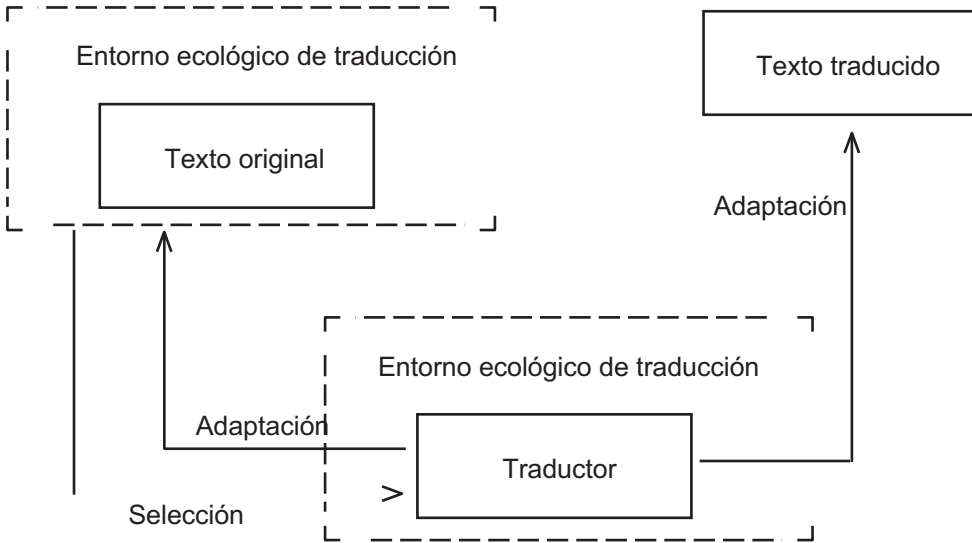 Entorno ecológico de traducción
Texto original
Texto traducido
Adaptación
Entorno ecológico de traducción
Adaptación
Traductor
Selección